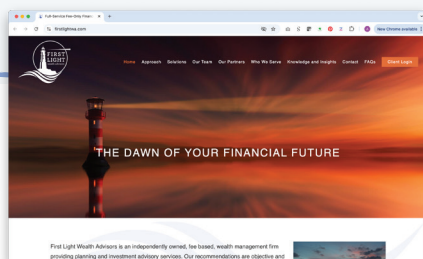 Full-Service Fee-Only Financ
firstlightwa.com
New Chrome available
FIRST
LIGHT
Home Approach Solutions Our Team Our Partners Who We Serve Knowledge and Insights Contact FAQs Client Login
THE DAWN OF YOUR FINANCIAL FUTURE
First Light Wealth Advisors is an independently owned, fee based, wealth management firm
providing planning and investment advisory services. Our recommendations are objective and